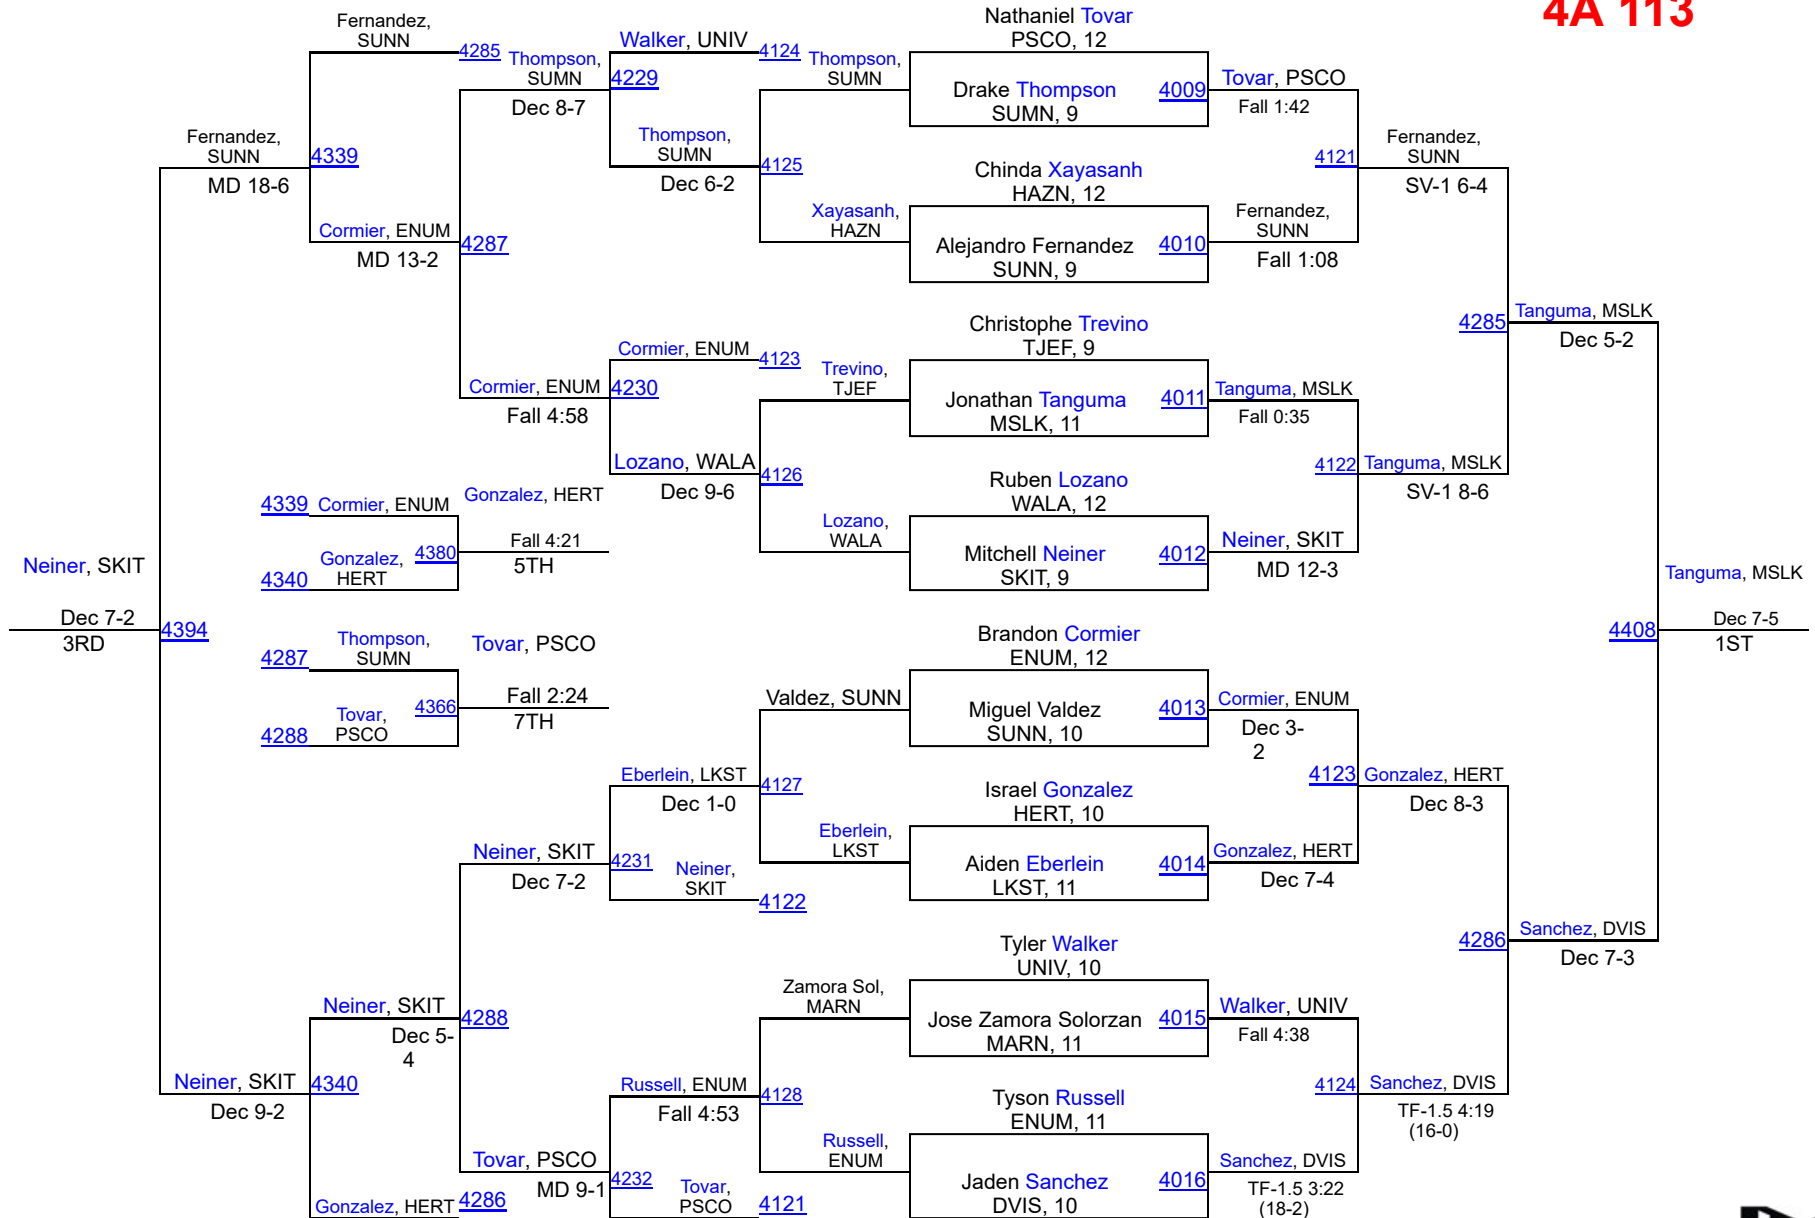 4A 113
Fernandez,
SUNN
4285
Thompson,
SUMN
Dec 8-7
Walker, UNIV
4229
4124
Thompson,
SUMN
Nathaniel Tovar
PSCO, 12
Drake Thompson
SUMN, 9
4009
Tovar, PSCO
Fall 1:42
Fernandez,
SUNN
MD 18-6
4339
Thompson,
SUMN
Dec 6-2
4125
Chinda Xayasanh
HAZN, 12
4121
Fernandez,
SUNN
SV-1 6-4
Cormier, ENUM
MD 13-2
4287
Xayasanh,
HAZN
Alejandro Fernandez
SUNN, 9
4010
Fernandez,
SUNN
Fall 1:08
Christophe Trevino
TJEF, 9
4285
Tanguma, MSLK
Dec 5-2
Cormier, ENUM
Fall 4:58
Cormier, ENUM
4230
4123
Trevino,
TJEF
Jonathan Tanguma
MSLK, 11
4011
Tanguma, MSLK
Fall 0:35
Lozano, WALA
Dec 9-6
4126
Ruben Lozano
WALA, 12
4122
Tanguma, MSLK
SV-1 8-6
4339
Cormier, ENUM
Gonzalez, HERT
Gonzalez,
HERT
4340
4380
Fall 4:21
5TH
Lozano,
WALA
Mitchell Neiner
SKIT, 9
4012
Neiner, SKIT
MD 12-3
Neiner, SKIT
Dec 7-2
3RD
4394
Tanguma, MSLK
4408
Dec 7-5
1ST
4287
Thompson,
SUMN
Tovar, PSCO
4288
Tovar,
PSCO
4366
Fall 2:24
7TH
Brandon Cormier
ENUM, 12
Valdez, SUNN
Miguel Valdez
SUNN, 10
4013
Cormier, ENUM
Dec 3-
2
Eberlein, LKST
Dec 1-0
4127
Israel Gonzalez
HERT, 10
4123
Gonzalez, HERT
Dec 8-3
Neiner, SKIT
Dec 7-2
4231
Neiner,
SKIT
4122
Eberlein,
LKST
Aiden Eberlein
LKST, 11
4014
Gonzalez, HERT
Dec 7-4
Tyler Walker
UNIV, 10
4286
Sanchez, DVIS
Dec 7-3
Neiner, SKIT
Dec 5-
4
4288
Zamora Sol,
MARN
Jose Zamora Solorzan
MARN, 11
4015
Walker, UNIV
Fall 4:38
Neiner, SKIT
Dec 9-2
4340
Russell, ENUM
Fall 4:53
4128
Tyson Russell
ENUM, 11
4124
Sanchez, DVIS
TF-1.5 4:19
(16-0)
Gonzalez, HERT
4286
Tovar, PSCO
MD 9-1
4232
Tovar,
PSCO
4121
Russell,
ENUM
Jaden Sanchez
DVIS, 10
4016
Sanchez, DVIS
TF-1.5 3:22
(18-2)